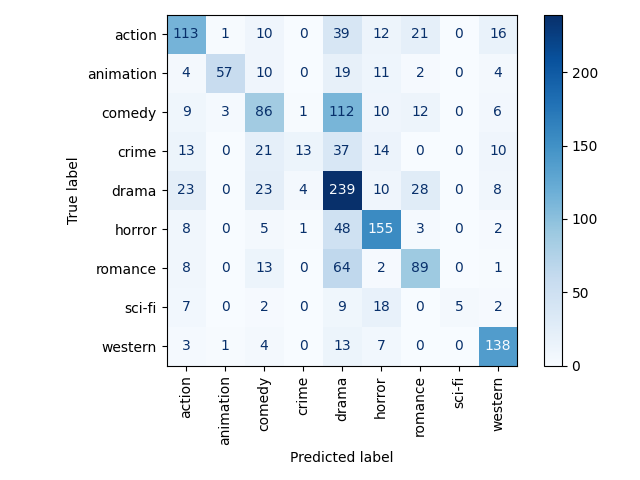 True label
action 113 1 10 0 39 12 21 0 16
animation 4 57 10 0 19 11 2 0 4
comedy 9 3 86 1 112 10 12 0 6
crime 13 0 21 13 37 14 0 0 10
drama 23 0 23 4 239 10 28 0 8
horror 8 0 5 1 48 155 3 0 2
romance 8 0 13 0 64 2 89 0 1
sci-fi 7 0 2 0 9 18 0 5 2
western 3 1 4 0 13 7 0 0 138
action animation comedy crime drama horror romance sci-fi western
Predicted label
200
150
100
50
0